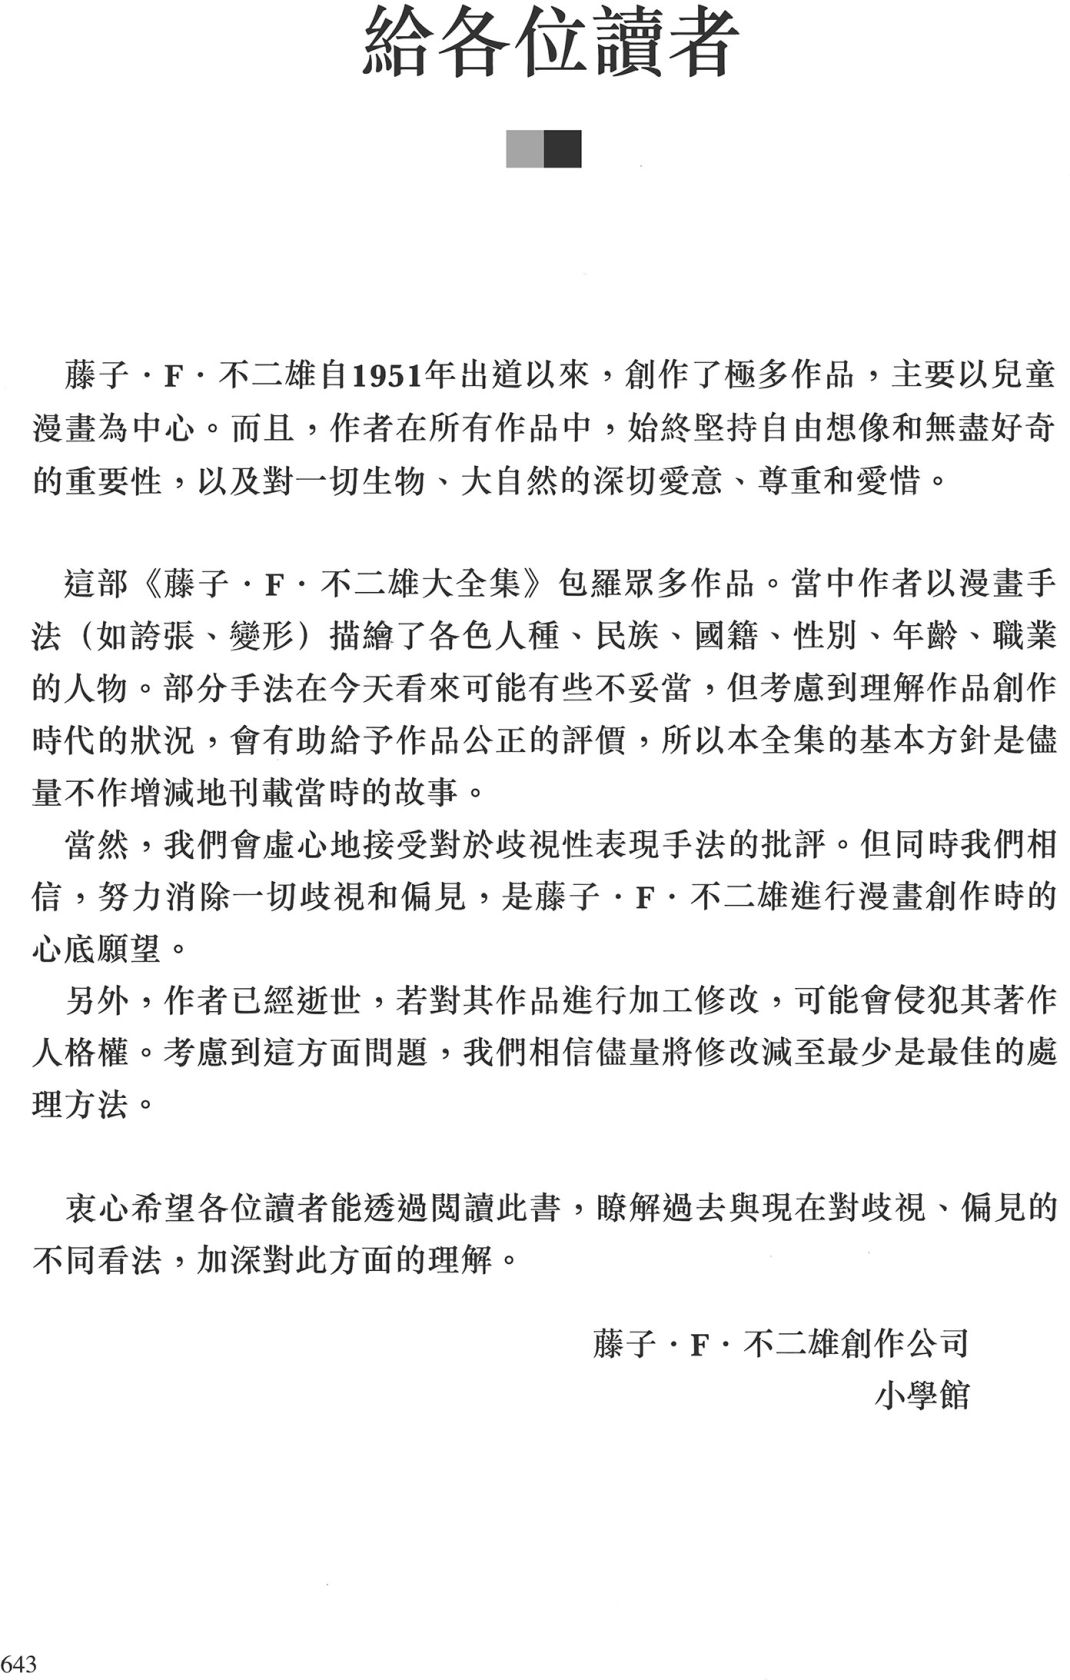 給各位讀者
藤子・F・不二雄自1951年出道以來，創作了極多作品，主要以兒童
漫畫為中心。而且，作者在所有作品中，始終堅持自由想像和無盡好奇
的重要性，以及對一切生物、大自然的深切愛意、尊重和愛惜。
這部《藤子・F・不二雄大全集》包羅眾多作品。當中作者以漫畫手
法（如誇張、變形）描繪了各色人種、民族、國籍、性別、年齡、職業
的人物。部分手法在今天看來可能有些不妥當，但考慮到理解作品創作
時代的狀況，會有助給予作品公正的評價，所以本全集的基本方針是儘
量不作增減地刊載當時的故事。
當然，我們會虛心地接受對於歧視性表現手法的批評。但同時我們相
信，努力消除一切歧視和偏見，是藤子・F・不二雄進行漫畫創作時的
心底願望。
另外，作者已經逝世，若對其作品進行加工修改，可能會侵犯其著作
人格權。考慮到這方面問題，我們相信儘量將修改減至最少是最佳的處
理方法。
衷心希望各位讀者能透過閱讀此書，瞭解過去與現在對歧視、偏見的
不同看法，加深對此方面的理解。
藤子・F・不二雄創作公司
小學館
643